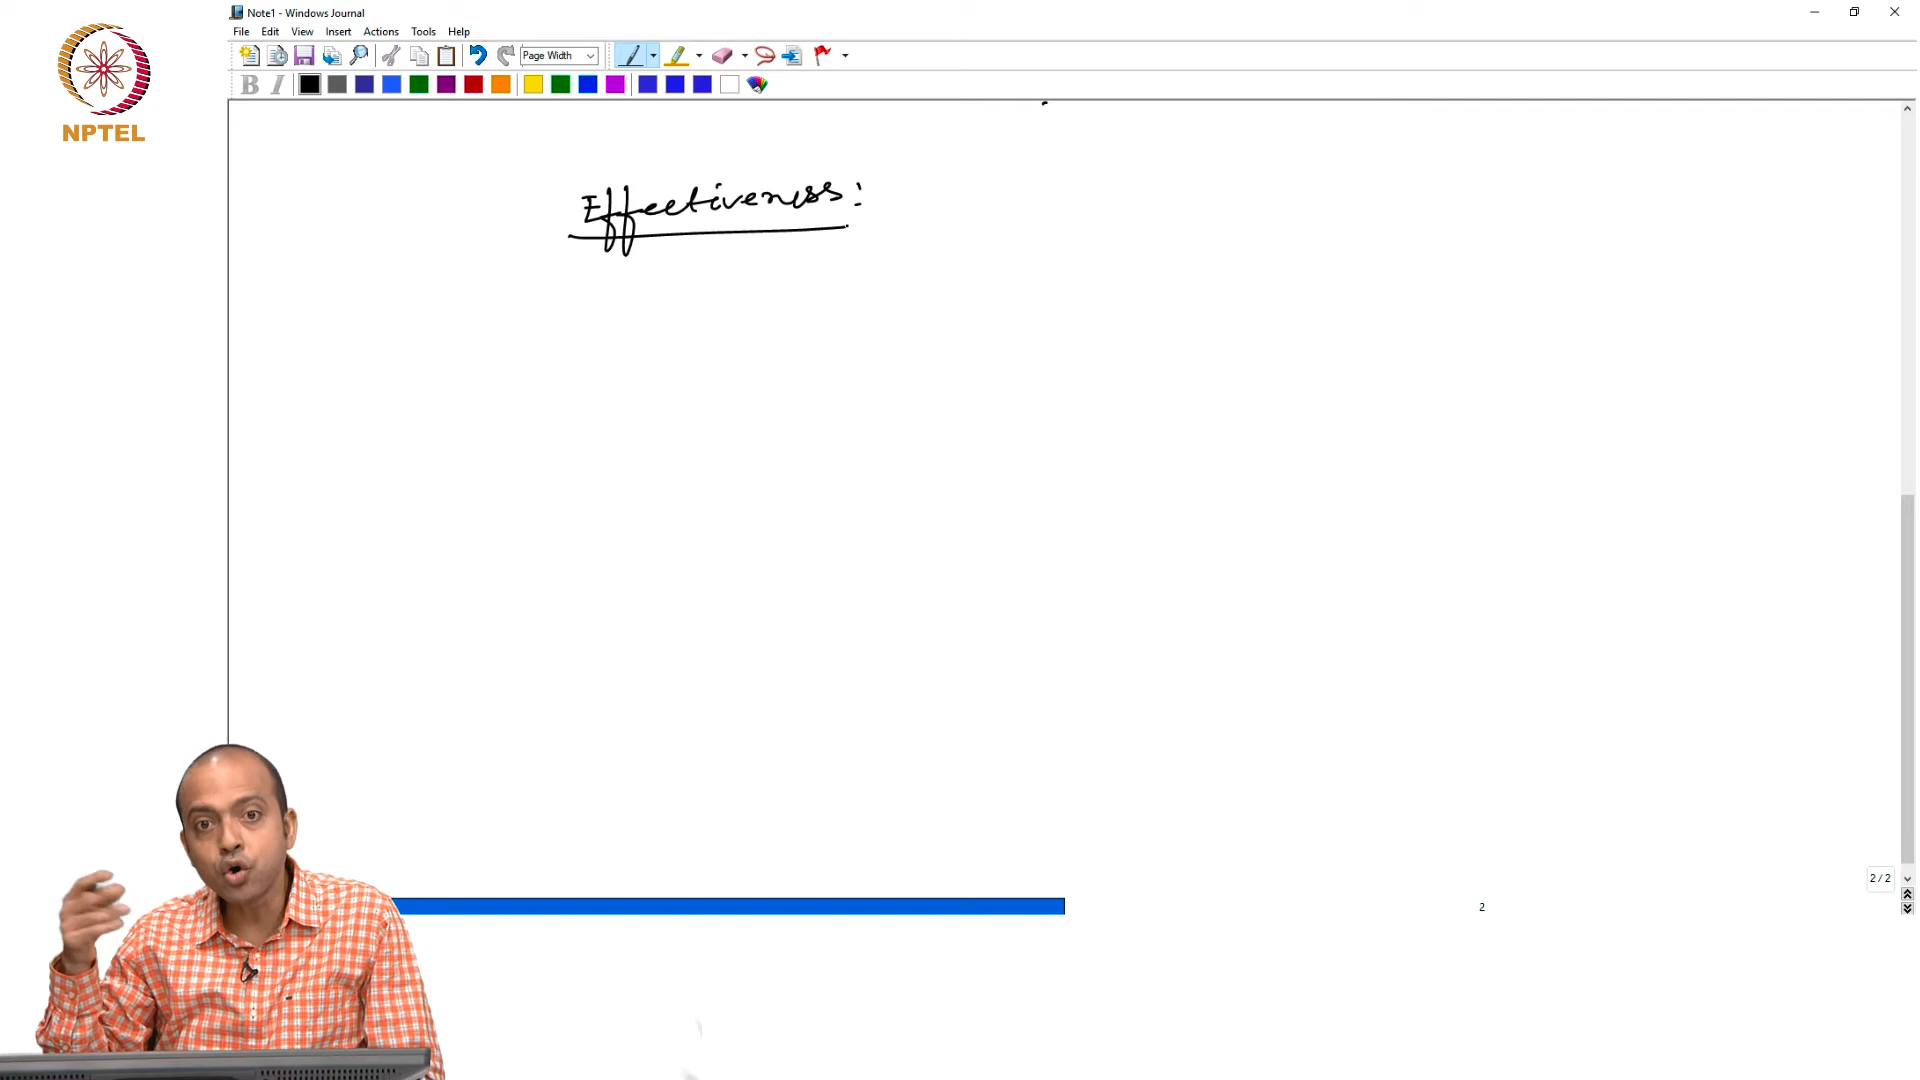 Note1 - Windows Journal
File Edit View Insert Actions Tools Help
Page Width
B I
NPTEL
Effectiveness:
2/2
2